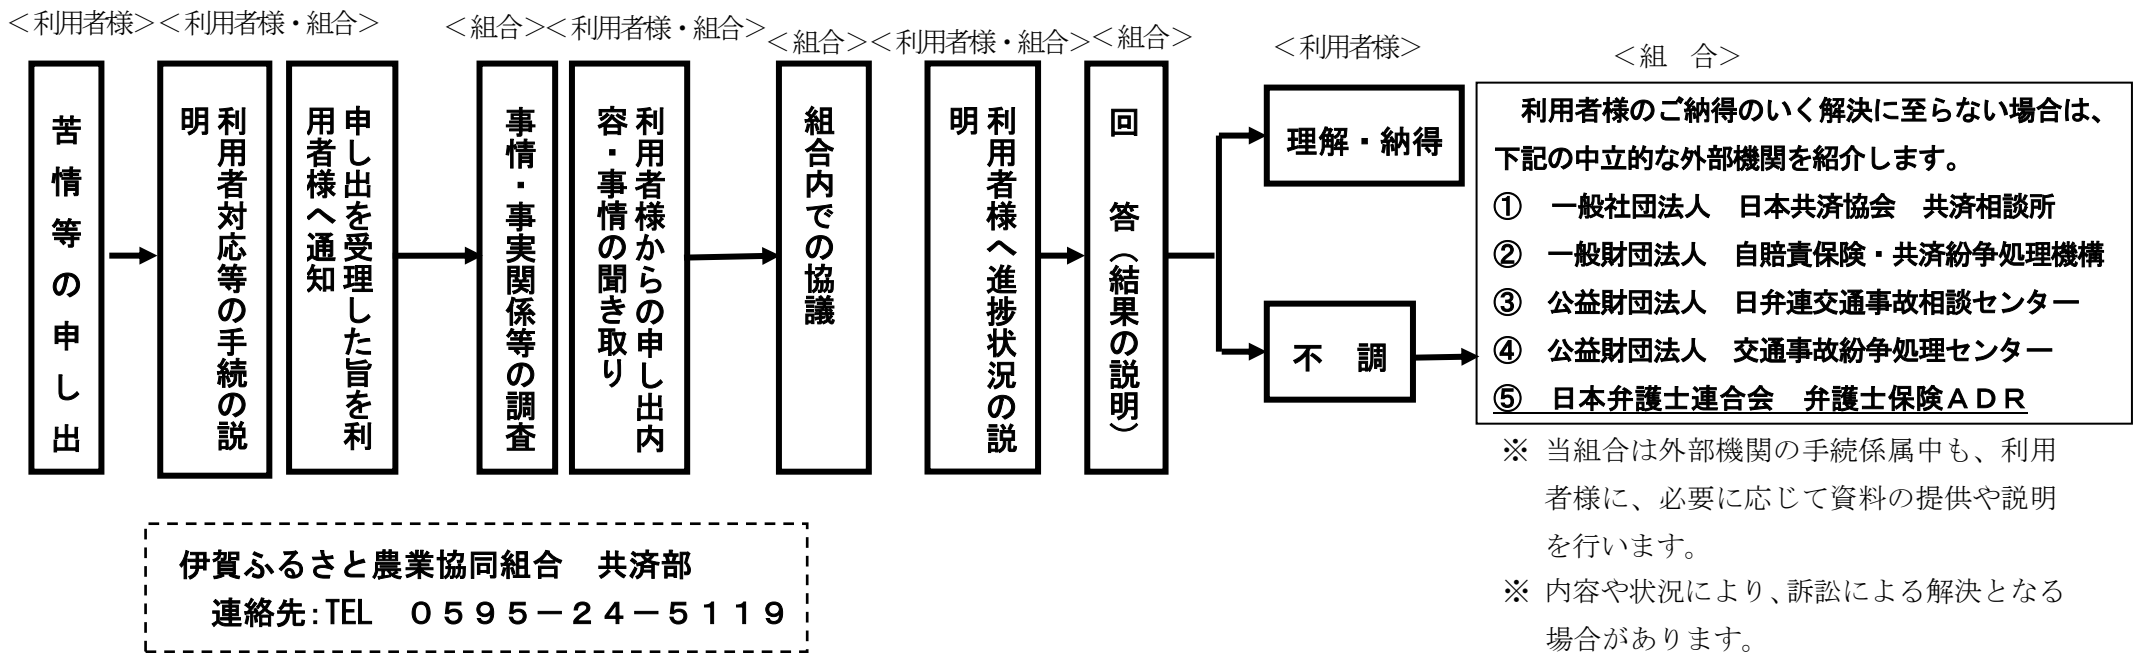 ＜利用者様＞
＜利用者様・組合＞
＜組合＞
＜利用者様・組合＞
＜組合＞
＜利用者様・組合＞
＜組合＞
＜利用者様＞
＜組　合＞
苦情等の申し出
利用者対応等の手続の説
明
申し出を受理した旨を利
用者様へ通知
事情・事実関係等の調査
利用者様からの申し出内
容・事情の聞き取り
組合内での協議
利用者様へ進捗状況の説
明
回　答（結果の説明）
理解・納得
不　調
利用者様のご納得のいく解決に至らない場合は、
下記の中立的な外部機関を紹介します。
①　一般社団法人　日本共済協会　共済相談所
②　一般財団法人　自賠責保険・共済紛争処理機構
③　公益財団法人　日弁連交通事故相談センター
④　公益財団法人　交通事故紛争処理センター
⑤　日本弁護士連合会　弁護士保険ＡＤＲ
※ 当組合は外部機関の手続係属中も、利用
者様に、必要に応じて資料の提供や説明
を行います。
※ 内容や状況により、訴訟による解決となる
場合があります。
伊賀ふるさと農業協同組合　共済部
連絡先：TEL　０５９５－２４－５１１９